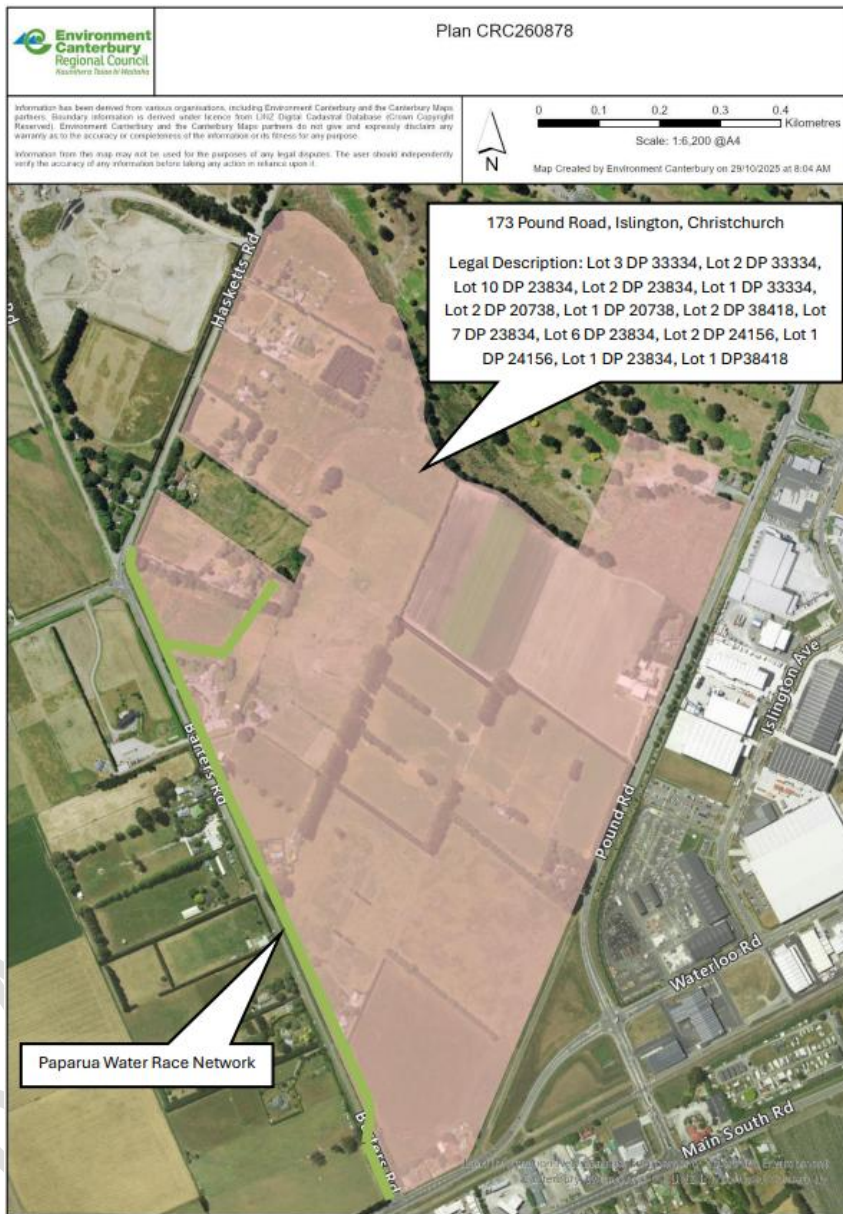 Environment
Canterbury
Regional Council
Kaunihera Taiao ki Waitaha
Plan CRC260878
Information has been derived from various organisations, including Environment Canterbury and the Canterbury Maps
partners. Boundary information is derived under licence from LINZ Digital Cadastral Database (Crown Copyright
Reserved). Environment Canterbury and the Canterbury Maps partners do not give and expressly disclaim any
warranty as to the accuracy or completeness of the information or its fitness for any purpose.
Information from this map may not be used for the purposes of any legal disputes. The user should independently
verify the accuracy of any information before taking any action in reliance upon it.
N
0 0.1 0.2 0.3 0.4
Kilometres
Scale: 1:6,200 @A4
Map Created by Environment Canterbury on 29/10/2025 at 8:04 AM
173 Pound Road, Islington, Christchurch
Legal Description: Lot 3 DP 33334, Lot 2 DP 33334,
Lot 10 DP 23834, Lot 2 DP 23834, Lot 1 DP 33334,
Lot 2 DP 20738, Lot 1 DP 20738, Lot 2 DP 38418, Lot
7 DP 23834, Lot 6 DP 23834, Lot 2 DP 24156, Lot 1
DP 24156, Lot 1 DP 23834, Lot 1 DP38418
Hasketts Rd
Barters Rd
Islington Ave
Pound Rd
Waterloo Rd
Paparua Water Race Network
Barters Rd
Main South Rd